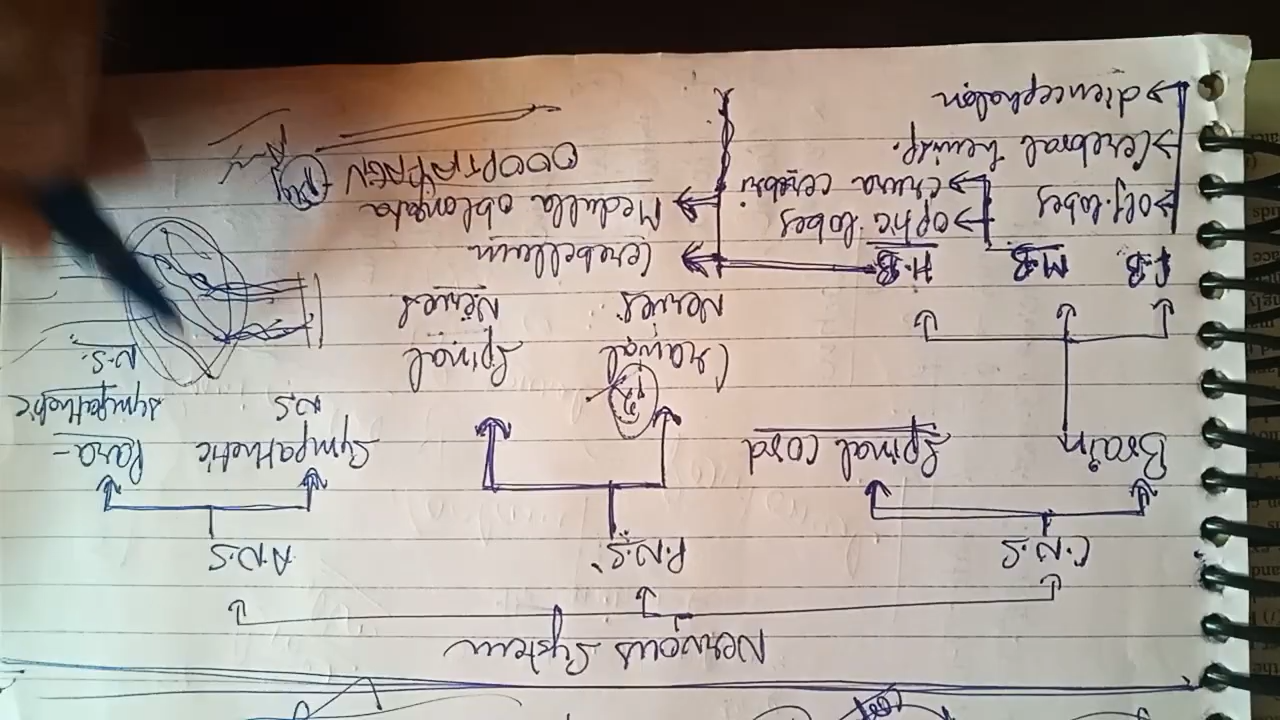 Nervous System
C.N.S P.N.S A.N.S
Brain Spinal cord
Cranial Nerves
Spinal Nerves
Sympathetic N.S
Para-
sympathetic
N.S.
F.B M.B H.B
→ olf. lobes
→ Cerebral hemisp.
→ diencephalon
→ optic lobes
→ crura cerebri
→ Cerebellum
→ Medulla oblongata
OOOPTAFAGV